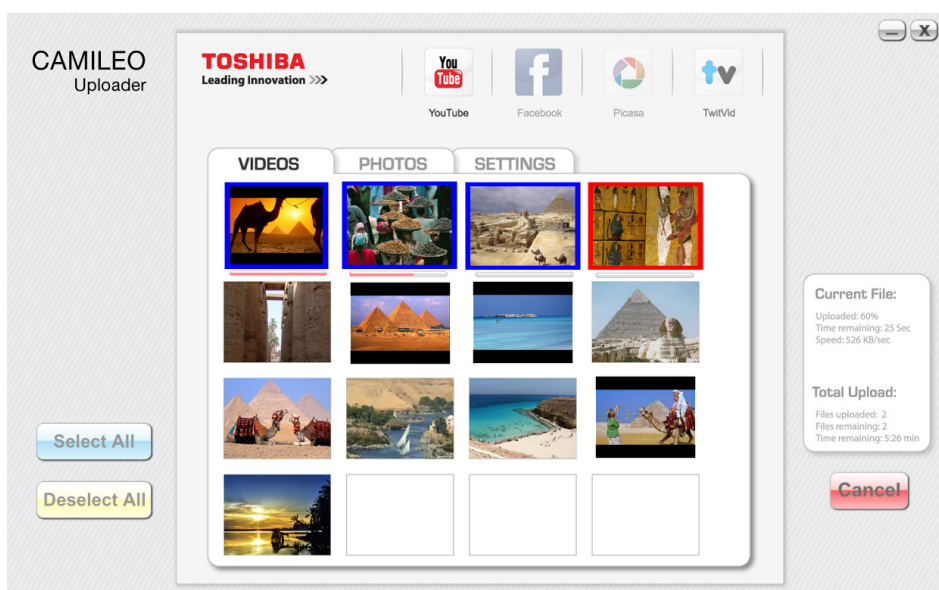 CAMILEO
Uploader
TOSHIBA
Leading Innovation >>>
You
Tube
f
tv
YouTube
Facebook
Picasa
TwitVid
X
VIDEOS
PHOTOS
SETTINGS
Current File:
Uploaded: 60%
Time remaining: 25 Sec
Speed: 526 KB/sec
Total Upload:
Files uploaded: 2
Files remaining: 2
Time remaining: 5:26 min
Select All
Deselect All
Cancel